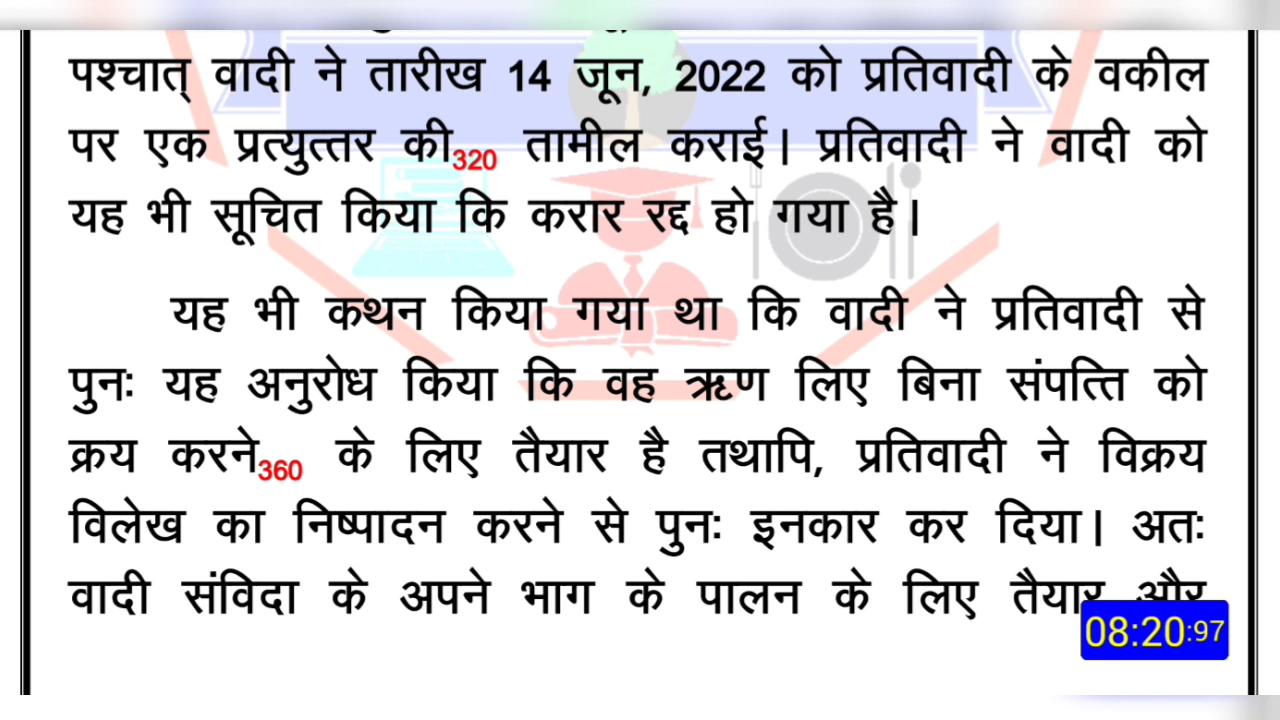 पश्चात् वादी ने तारीख 14 जून, 2022 को प्रतिवादी के वकील
पर एक प्रत्युत्तर की320 तामील कराई। प्रतिवादी ने वादी को
यह भी सूचित किया कि करार रद्द हो गया है।
यह भी कथन किया गया था कि वादी ने प्रतिवादी से
पुनः यह अनुरोध किया कि वह ऋण लिए बिना संपत्ति को
क्रय करने360 के लिए तैयार है तथापि, प्रतिवादी ने विक्रय
विलेख का निष्पादन करने से पुनः इनकार कर दिया। अतः
वादी संविदा के अपने भाग के पालन के लिए तैयार और
08:20:97